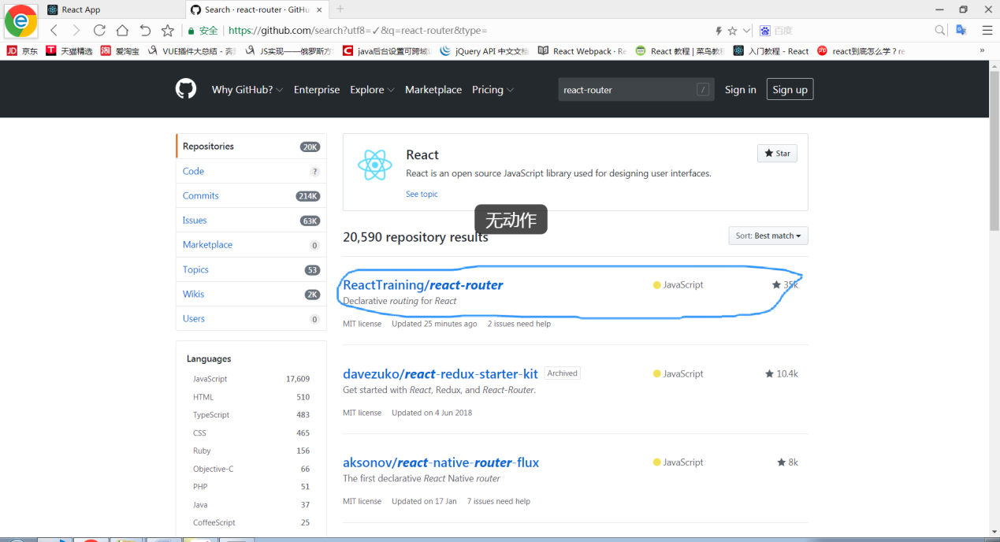 React App
Search · react-router · GitHu
安全 https://github.com/search?utf8=✓&q=react-router&type=
百度
JD 京东 T 天猫精选 淘 爱淘宝 VUE插件大总结 - 奔 JS实现——俄罗斯方 C java后台设置可跨域 jQuery API 中文文档 React Webpack · Re React 教程 | 菜鸟教程 入门教程 - React php react到底怎么学？re »
Why GitHub? Enterprise Explore Marketplace Pricing react-router / Sign in Sign up
Repositories 20K
Code ?
Commits 214K
Issues 63K
Marketplace 0
Topics 53
Wikis 2K
Users 0
Languages
JavaScript 17,609
HTML 510
TypeScript 483
CSS 465
Ruby 156
Objective-C 66
PHP 51
Java 37
CoffeeScript 25
React
Star
React is an open source JavaScript library used for designing user interfaces.
See topic
无动作
20,590 repository results
Sort: Best match
ReactTraining/react-router JavaScript 35k
Declarative routing for React
MIT license Updated 25 minutes ago 2 issues need help
davezuko/react-redux-starter-kit Archived JavaScript 10.4k
Get started with React, Redux, and React-Router.
MIT license Updated on 4 Jun 2018
aksonov/react-native-router-flux JavaScript 8k
The first declarative React Native router
MIT license Updated on 17 Jan 7 issues need help